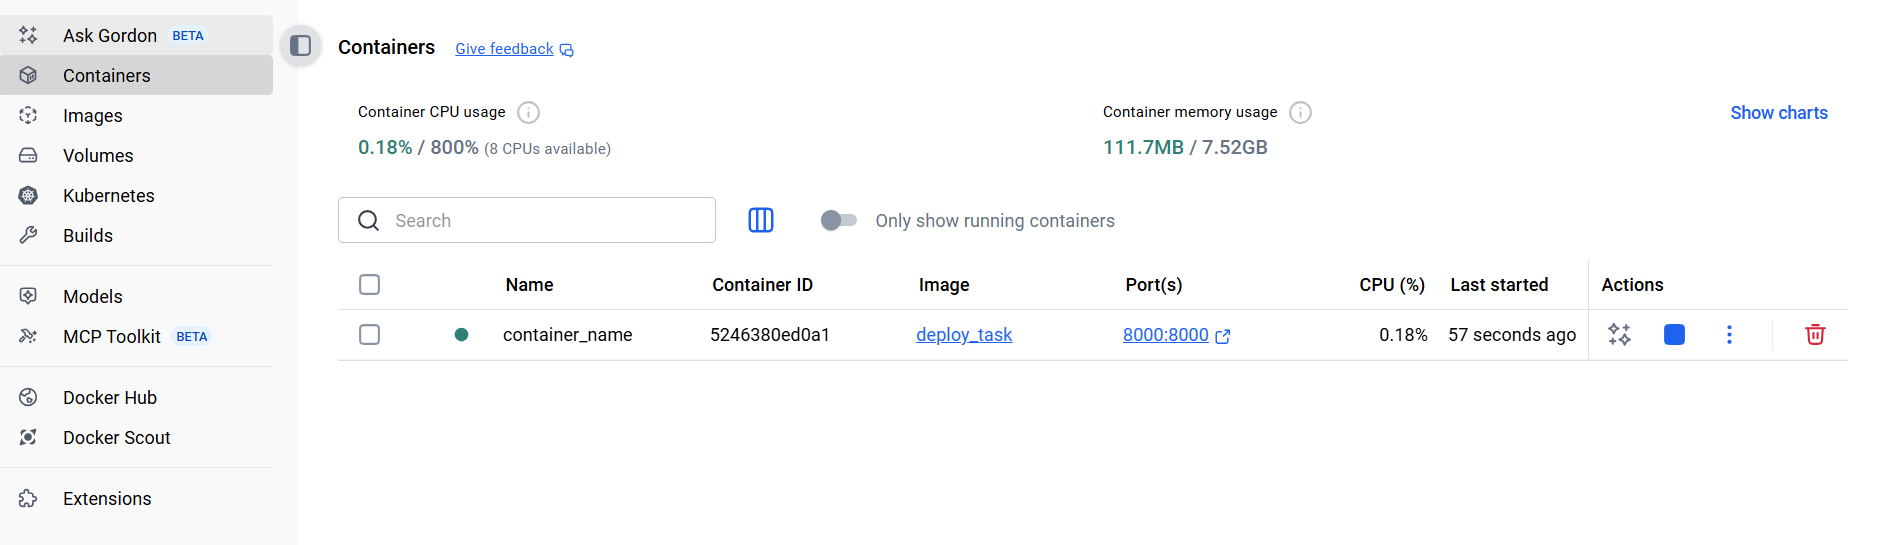 Ask Gordon BETA
Containers
Images
Volumes
Kubernetes
Builds
Models
MCP Toolkit BETA
Docker Hub
Docker Scout
Extensions
Containers Give feedback
Container CPU usage
0.18% / 800% (8 CPUs available)
Container memory usage
111.7MB / 7.52GB
Show charts
Search
Only show running containers
Name Container ID Image Port(s) CPU (%) Last started Actions
container_name 5246380ed0a1 deploy_task 8000:8000 0.18% 57 seconds ago